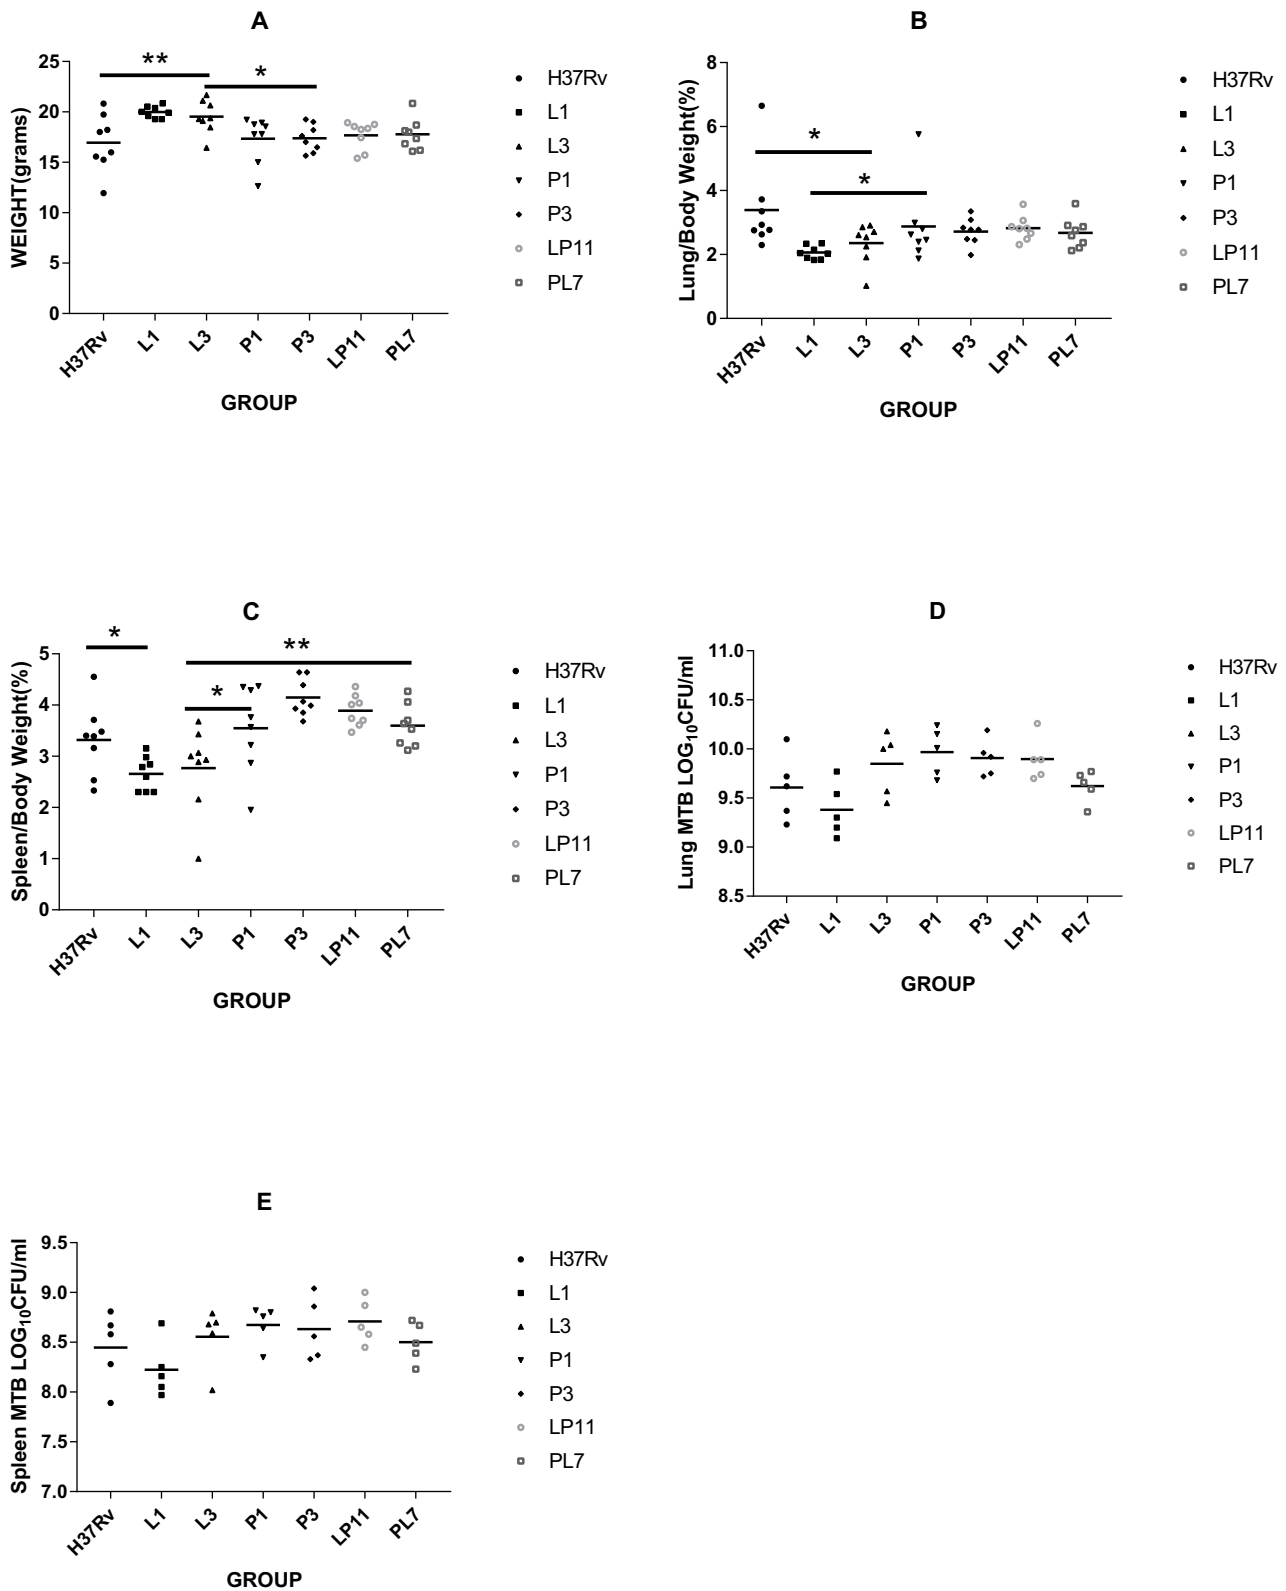 A
**
*
25
20
15
10
5
0
WEIGHT(grams)
H37Rv
L1
L3
P1
P3
LP11
PL7
GROUP
H37Rv
L1
L3
P1
P3
LP11
PL7
B
*
*
8
6
4
2
0
Lung/Body Weight(%)
H37Rv
L1
L3
P1
P3
LP11
PL7
GROUP
H37Rv
L1
L3
P1
P3
LP11
PL7
C
*
**
*
5
4
3
2
1
0
Spleen/Body Weight(%)
H37Rv
L1
L3
P1
P3
LP11
PL7
GROUP
H37Rv
L1
L3
P1
P3
LP11
PL7
D
11.0
10.5
10.0
9.5
9.0
8.5
Lung MTB LOG10CFU/ml
H37Rv
L1
L3
P1
P3
LP11
PL7
GROUP
H37Rv
L1
L3
P1
P3
LP11
PL7
E
9.5
9.0
8.5
8.0
7.5
7.0
Spleen MTB LOG10CFU/ml
H37Rv
L1
L3
P1
P3
LP11
PL7
GROUP
H37Rv
L1
L3
P1
P3
LP11
PL7